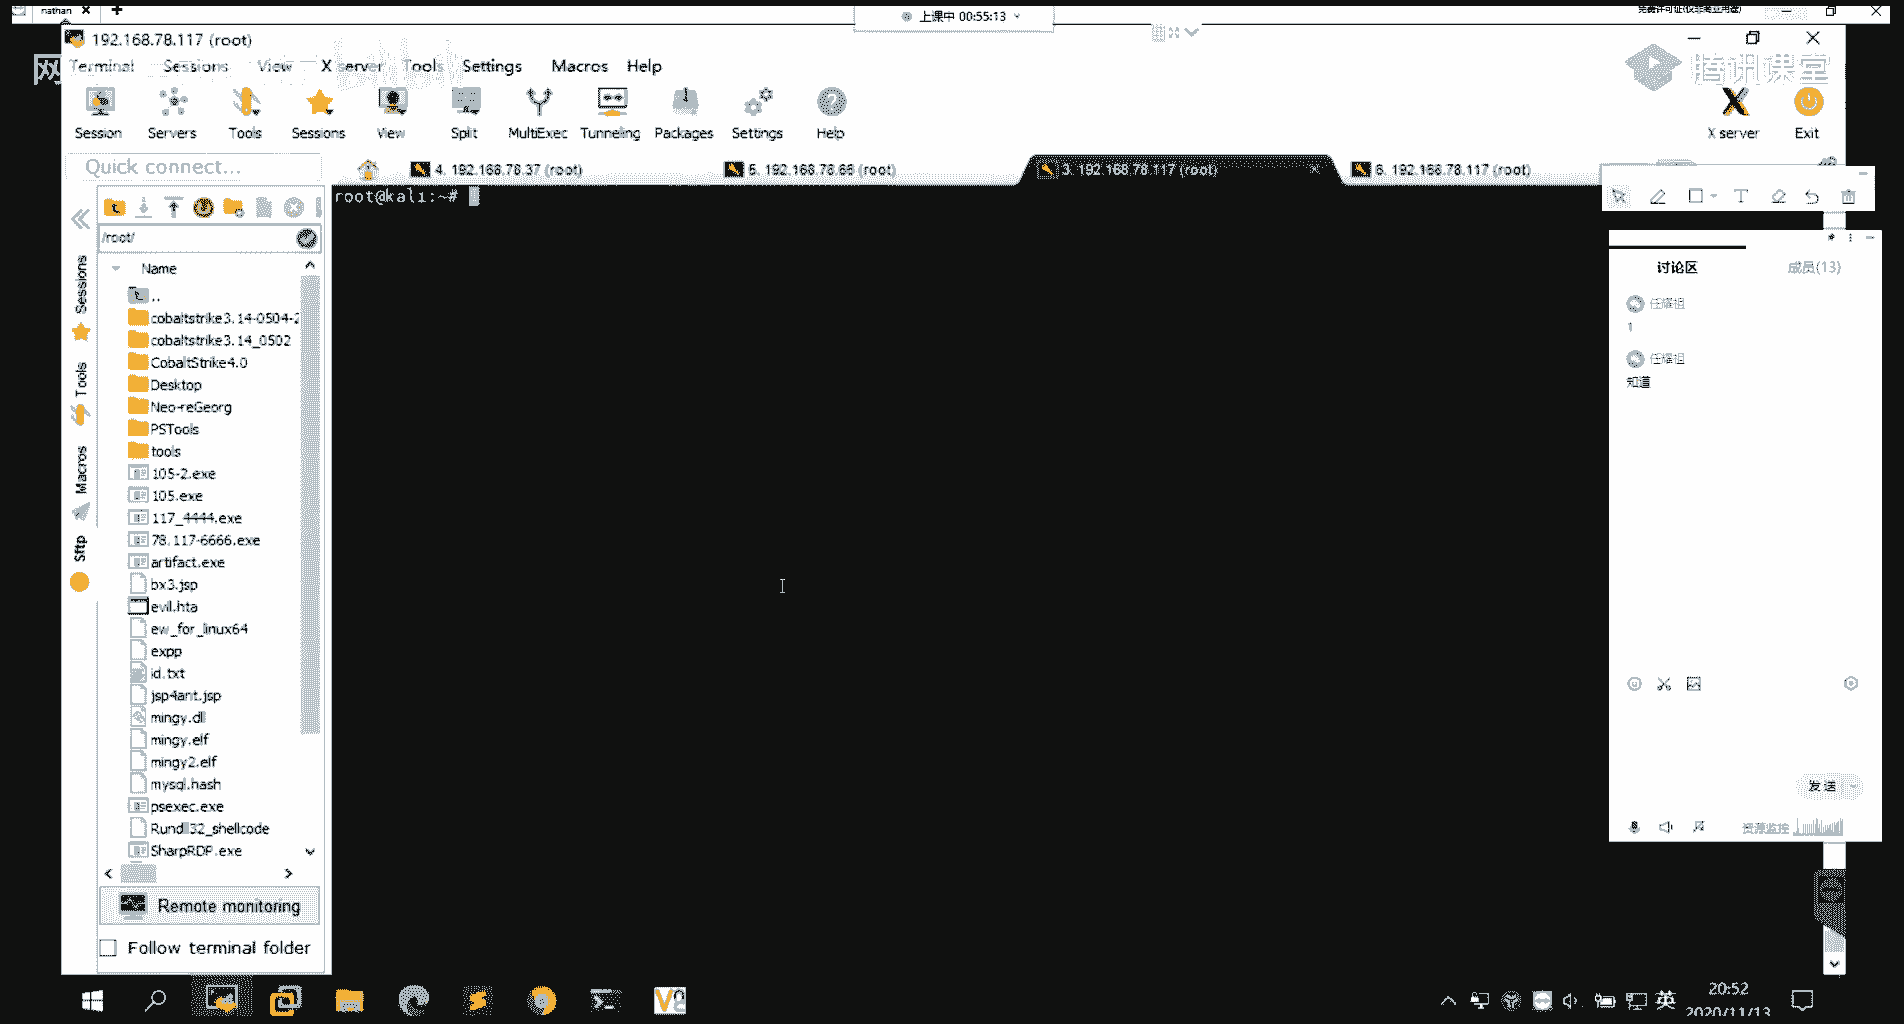 nathan
上课中 00:55:13
192.168.78.117 (root)
网
Terminal Sessions View X server Tools Settings Macros Help
腾讯课堂
Session Servers Tools Sessions View Split MultiExec Tunneling Packages Settings Help
X server Exit
Quick connect...
4. 192.168.78.37 (root)
5. 192.168.78.66 (root)
3. 192.168.78.117 (root)
6. 192.168.78.117 (root)
root@kali:~#
/root/
Name
..
cobaltstrike3.14-0504-2
cobaltstrike3.14_0502
CobaltStrike4.0
Desktop
Neo-reGeorg
PSTools
tools
105-2.exe
105.exe
117_4444.exe
78.117-6666.exe
artifact.exe
bx3.jsp
evil.hta
ew_for_linux64
expp
id.txt
jsp4ant.jsp
mingy.dll
mingy.elf
mingy2.elf
mysql.hash
psexec.exe
Rundll32_shellcode
SharpRDP.exe
Sessions
Tools
Macros
Sftp
Remote monitoring
Follow terminal folder
讨论区
成员(13)
任耀祖
1
任耀祖
知道
发送
资源监控
英
20:52
2020/11/13